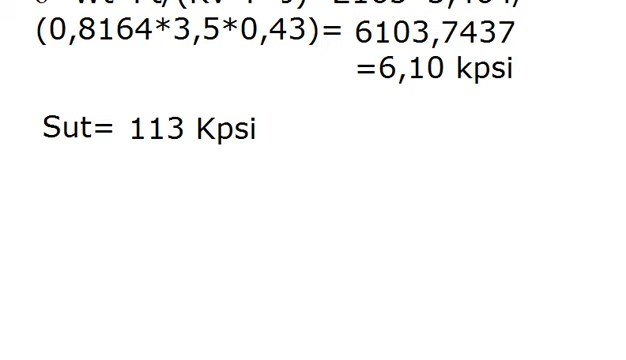 (0,8164*3,5*0,43)= 6103,7437
=6,10 kpsi
Sut= 113 Kpsi